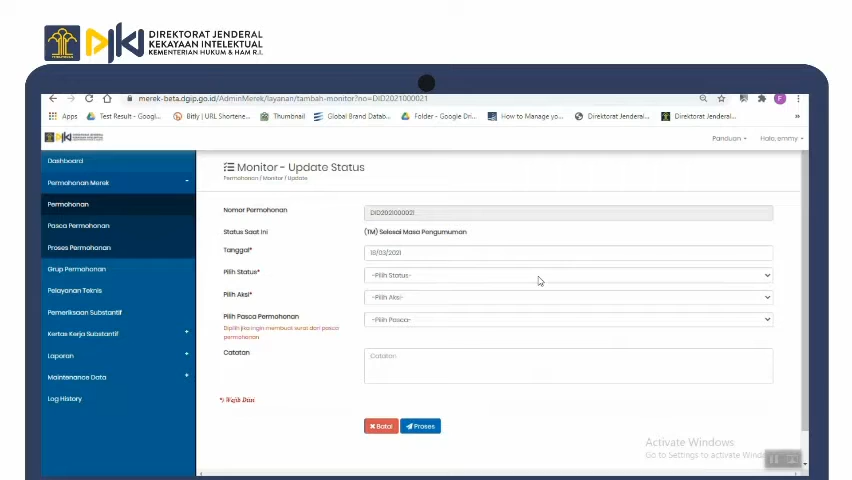 DIREKTORAT JENDERAL
KEKAYAAN INTELEKTUAL
KEMENTERIAN HUKUM & HAM R.I.
merek-beta.dgip.go.id/AdminMerek/layanan/tambah-monitor?no=DID2021000021
Apps
Test Result - Googl...
Bitly | URL Shortene...
Thumbnail
Global Brand Datab...
Folder - Google Dri...
How to Manage you...
Direktorat Jenderal...
Direktorat Jenderal...
Panduan
Halo, emmy
Dashboard
Permohonan Merek
Permohonan
Pasca Permohonan
Proses Permohonan
Grup Permohonan
Pelayanan Teknis
Pemeriksaan Substantif
Kertas Kerja Substantif
Laporan
Maintenance Data
Log History
Monitor - Update Status
Permohonan / Monitor / Update
Nomor Permohonan
DID2021000021
Status Saat Ini
(TM) Selesai Masa Pengumuman
Tanggal*
Pilih Status*
-Pilih Status-
Pilih Aksi*
-Pilih Aksi-
Pilih Pasca Permohonan
-Pilih Pasca-
Dipilih jika ingin membuat surat dari pasca
permohonan
Catatan
Catatan
*) Wajib Diisi
Batal
Proses
Activate Windows
Go to Settings to activate Wind